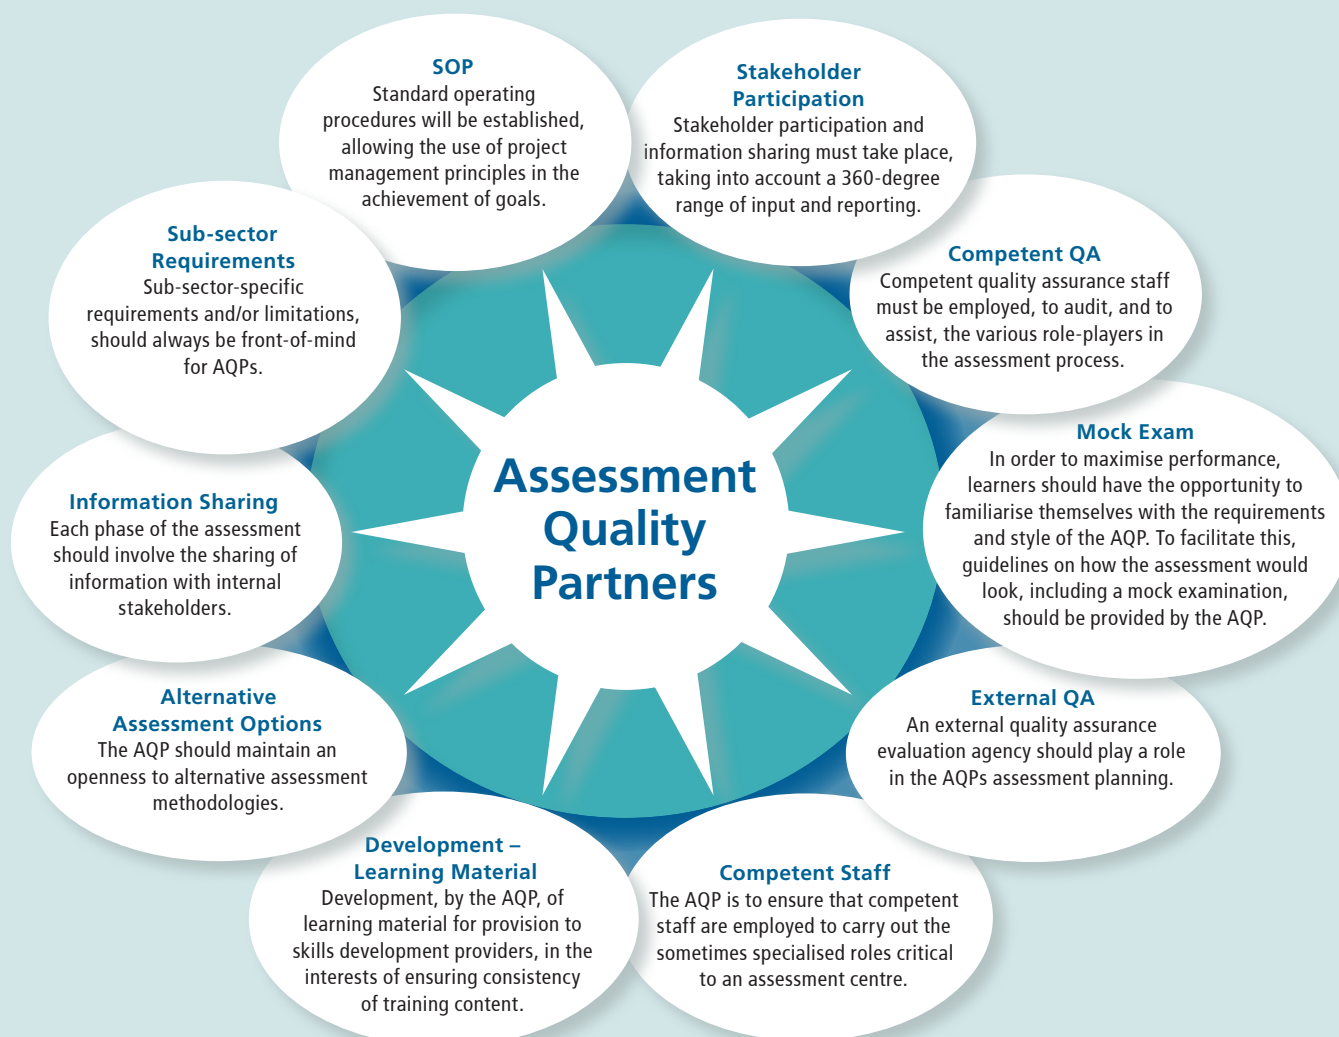 SOP
Standard operating
procedures will be established,
allowing the use of project
management principles in the
achievement of goals.
Stakeholder
Participation
Stakeholder participation and
information sharing must take place,
taking into account a 360-degree
range of input and reporting.
Competent QA
Competent quality assurance staff
must be employed, to audit, and to
assist, the various role-players in
the assessment process.
Mock Exam
In order to maximise performance,
learners should have the opportunity to
familiarise themselves with the requirements
and style of the AQP. To facilitate this,
guidelines on how the assessment would
look, including a mock examination,
should be provided by the AQP.
External QA
An external quality assurance
evaluation agency should play a role
in the AQPs assessment planning.
Competent Staff
The AQP is to ensure that competent
staff are employed to carry out the
sometimes specialised roles critical
to an assessment centre.
Development –
Learning Material
Development, by the AQP, of
learning material for provision to
skills development providers, in the
interests of ensuring consistency
of training content.
Alternative
Assessment Options
The AQP should maintain an
openness to alternative assessment
methodologies.
Information Sharing
Each phase of the assessment
should involve the sharing of
information with internal
stakeholders.
Sub-sector
Requirements
Sub-sector-specific
requirements and/or limitations,
should always be front-of-mind
for AQPs.
Assessment
Quality
Partners